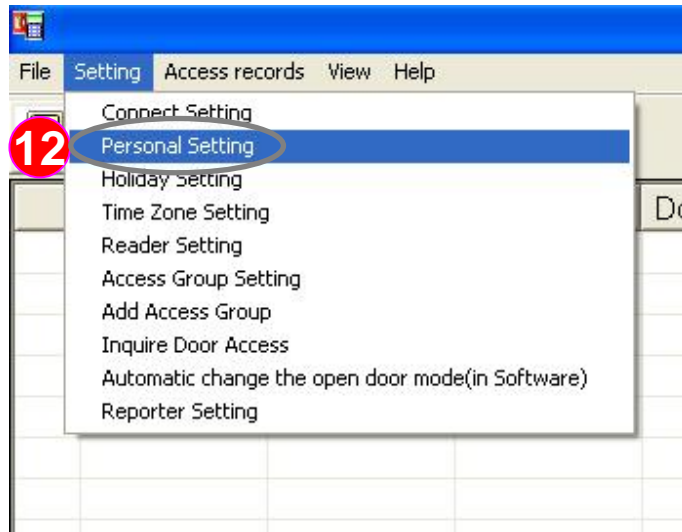 File Setting Access records View Help
Connect Setting
12 Personal Setting
Holiday Setting
Time Zone Setting
Do
Reader Setting
Access Group Setting
Add Access Group
Inquire Door Access
Automatic change the open door mode(in Software)
Reporter Setting